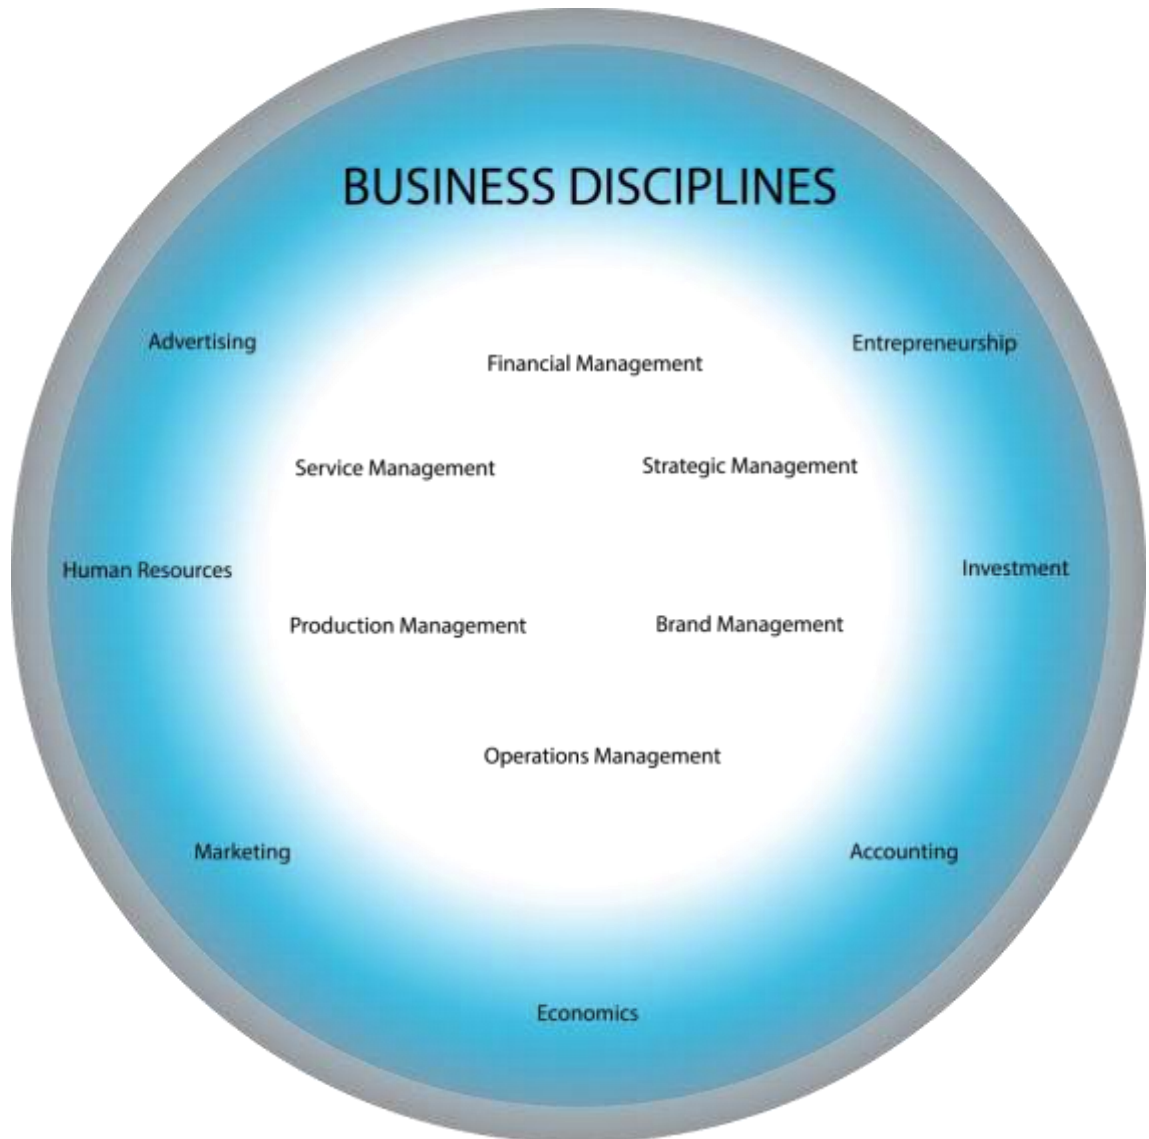 BUSINESS DISCIPLINES
Advertising
Entrepreneurship
Financial Management
Service Management
Strategic Management
Human Resources
Investment
Production Management
Brand Management
Operations Management
Marketing
Accounting
Economics